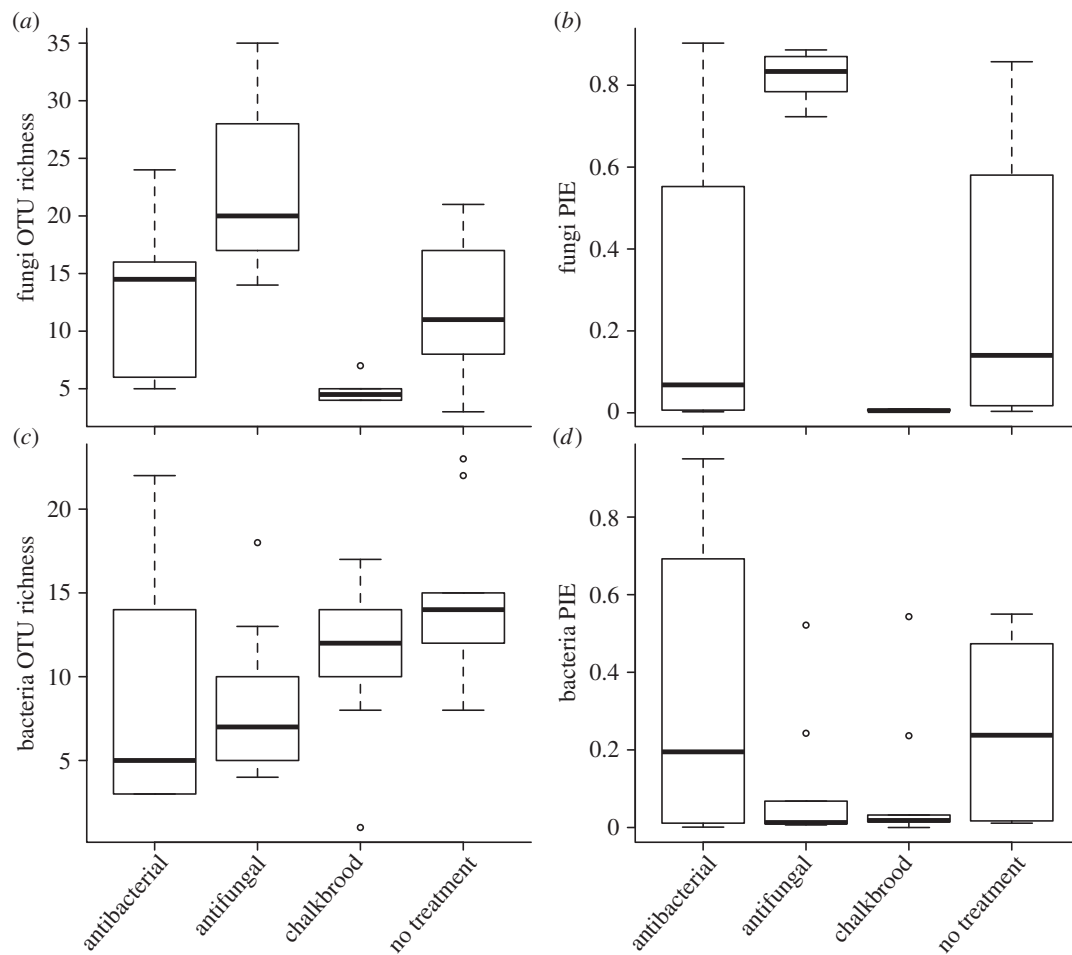 (a)
35
30
25
20
15
10
5
fungi OTU richness
(b)
0.8
0.6
0.4
0.2
0
fungi PIE
(c)
20
15
10
5
bacteria OTU richness
antibacterial
antifungal
chalkbrood
no treatment
(d)
0.8
0.6
0.4
0.2
0
bacteria PIE
antibacterial
antifungal
chalkbrood
no treatment